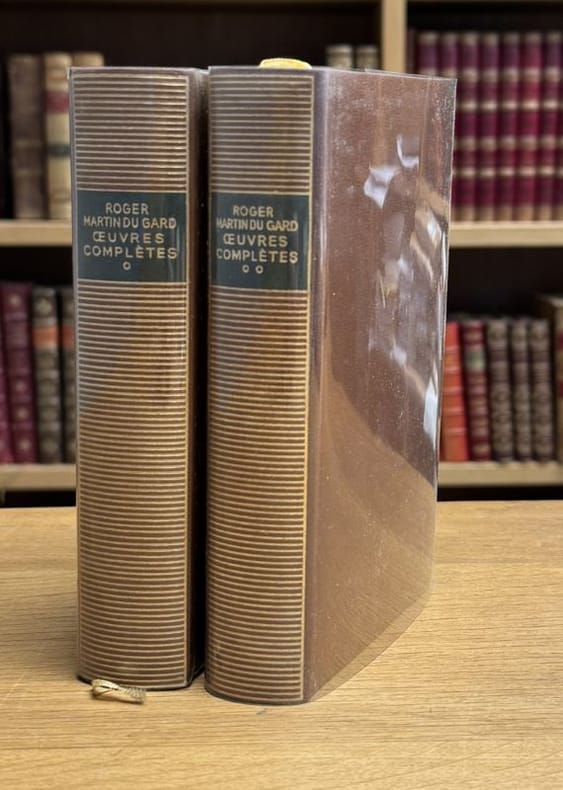 ROGER
MARTIN DU GARD
ŒUVRES
COMPLÈTES
ROGER
MARTIN DU GARD
ŒUVRES
COMPLÈTES